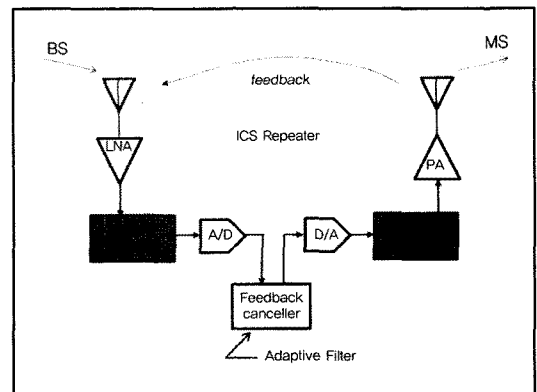 BS
MS
feedback
LNA
ICS Repeater
PA
A/D
D/A
Feedback
canceller
Adaptive Filter